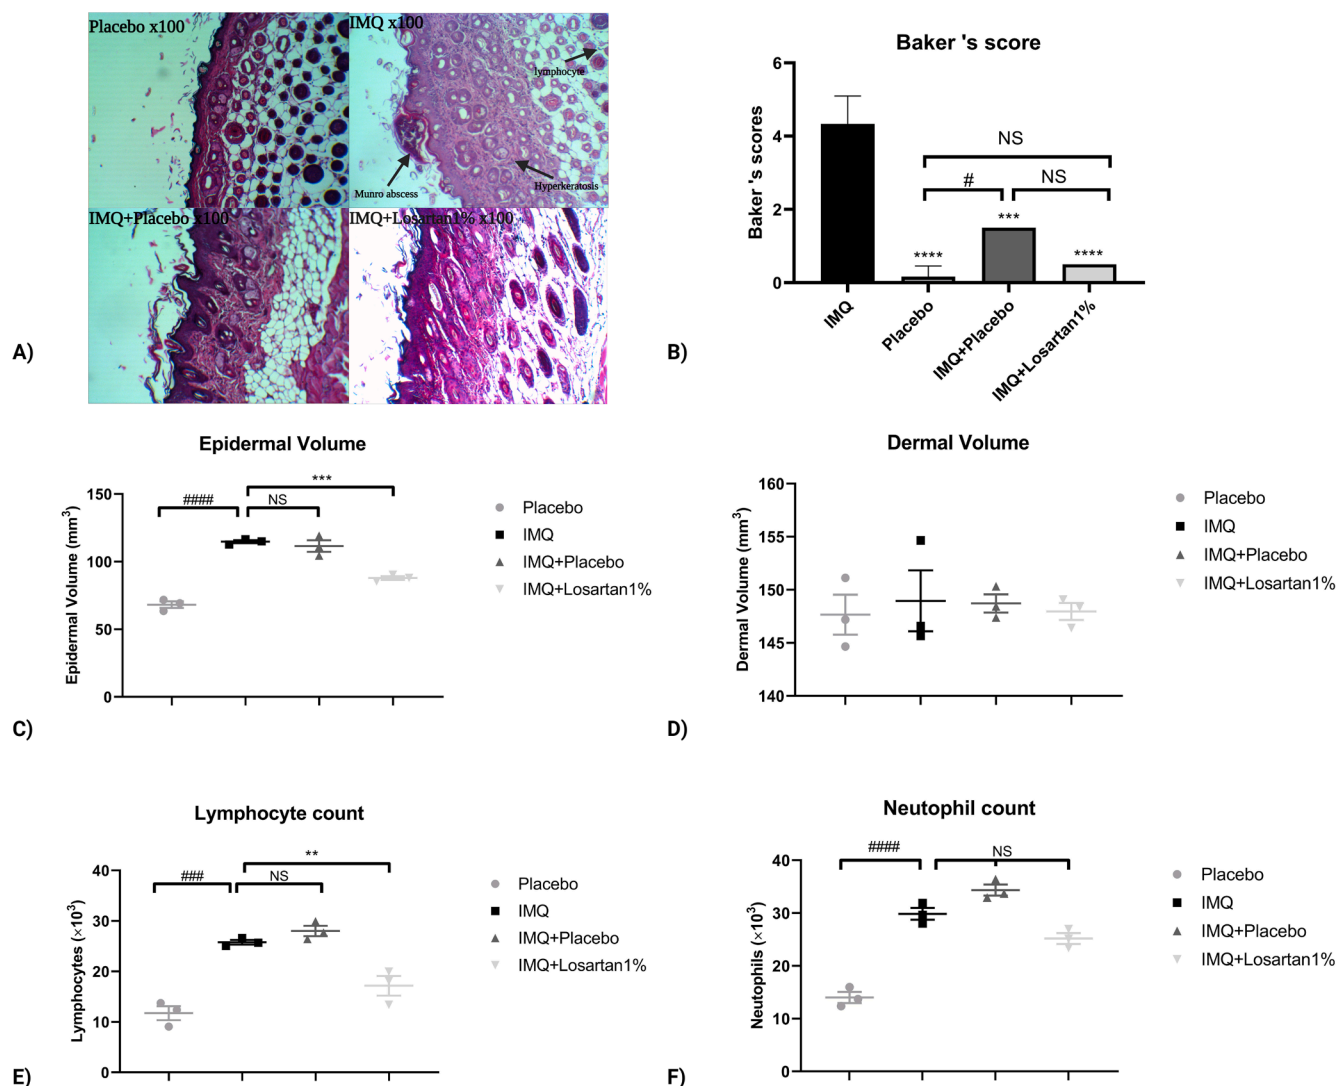 Placebo x100
IMQ x100
lymphocyte
Munro abscess
Hyperkeratosis
IMQ+Placebo x100
IMQ+Losartan1% x100
A)
Baker 's score
Baker 's scores
6
4
2
0
NS
#
NS
****
***
****
IMQ
Placebo
IMQ+Placebo
IMQ+Losartan1%
B)
Epidermal Volume
Epidermal Volume (mm³)
150
100
50
0
***
####
NS
Placebo
IMQ
IMQ+Placebo
IMQ+Losartan1%
C)
Dermal Volume
Dermal Volume (mm³)
160
155
150
145
140
Placebo
IMQ
IMQ+Placebo
IMQ+Losartan1%
D)
Lymphocyte count
Lymphocytes (×10³)
40
30
20
10
0
**
###
NS
Placebo
IMQ
IMQ+Placebo
IMQ+Losartan1%
E)
Neutophil count
Neutophils (×10³)
40
30
20
10
0
####
NS
Placebo
IMQ
IMQ+Placebo
IMQ+Losartan1%
F)